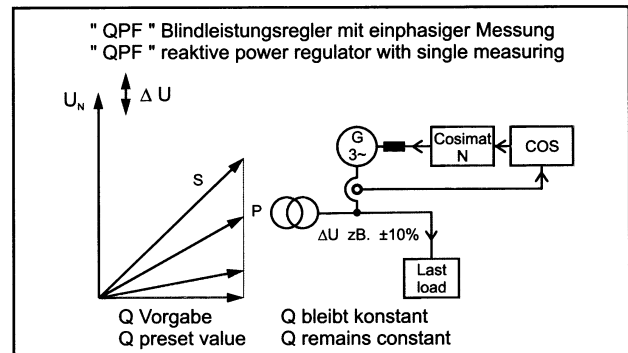 " QPF " Blindleistungsregler mit einphasiger Messung
" QPF " reaktive power regulator with single measuring
U_N
Δ U
S
P
G
3~
Cosimat
N
COS
ΔU zB. ±10%
Last
load
Q Vorgabe
Q preset value
Q bleibt konstant
Q remains constant